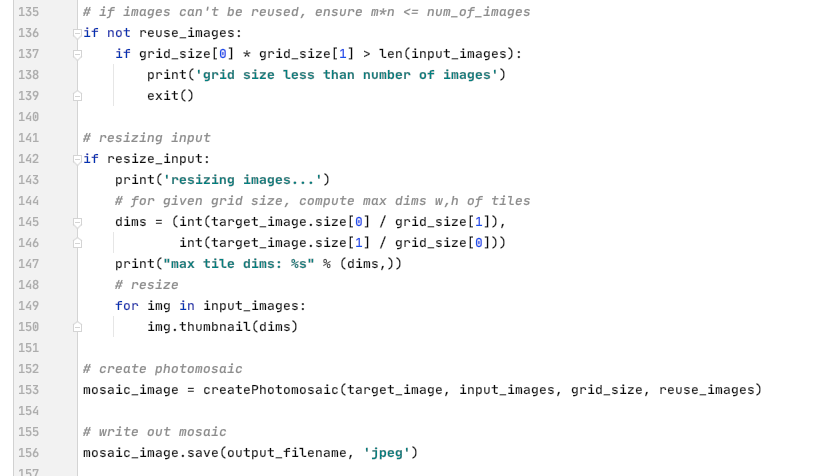 135 # if images can't be reused, ensure m*n <= num_of_images
136 if not reuse_images:
137     if grid_size[0] * grid_size[1] > len(input_images):
138         print('grid size less than number of images')
139         exit()
140
141 # resizing input
142 if resize_input:
143     print('resizing images...')
144     # for given grid size, compute max dims w,h of tiles
145     dims = (int(target_image.size[0] / grid_size[1]),
146             int(target_image.size[1] / grid_size[0]))
147     print("max tile dims: %s" % (dims,))
148     # resize
149     for img in input_images:
150         img.thumbnail(dims)
151
152 # create photomosaic
153 mosaic_image = createPhotomosaic(target_image, input_images, grid_size, reuse_images)
154
155 # write out mosaic
156 mosaic_image.save(output_filename, 'jpeg')
157